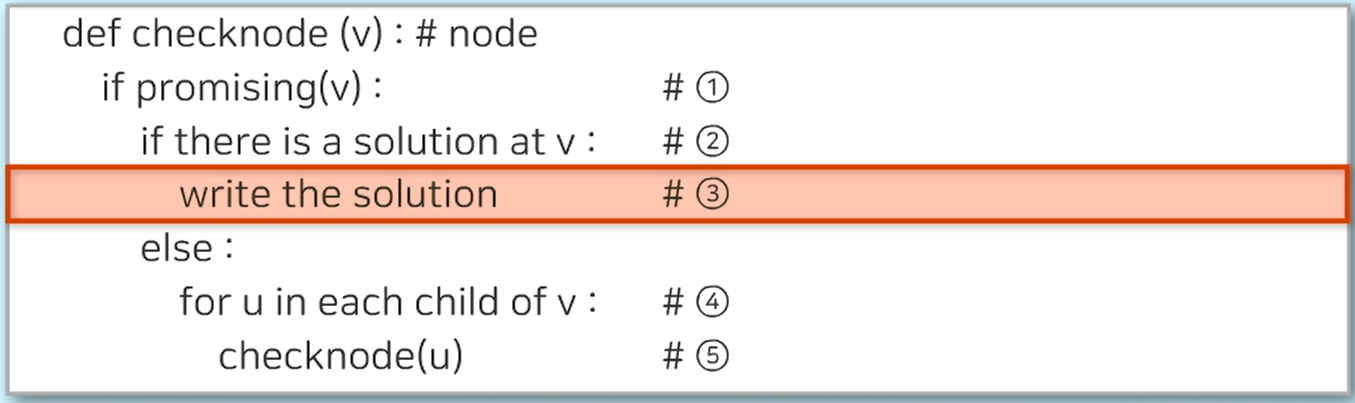 def checknode (v) : # node
if promising(v) : # ①
if there is a solution at v : # ②
write the solution # ③
else :
for u in each child of v : # ④
checknode(u) # ⑤